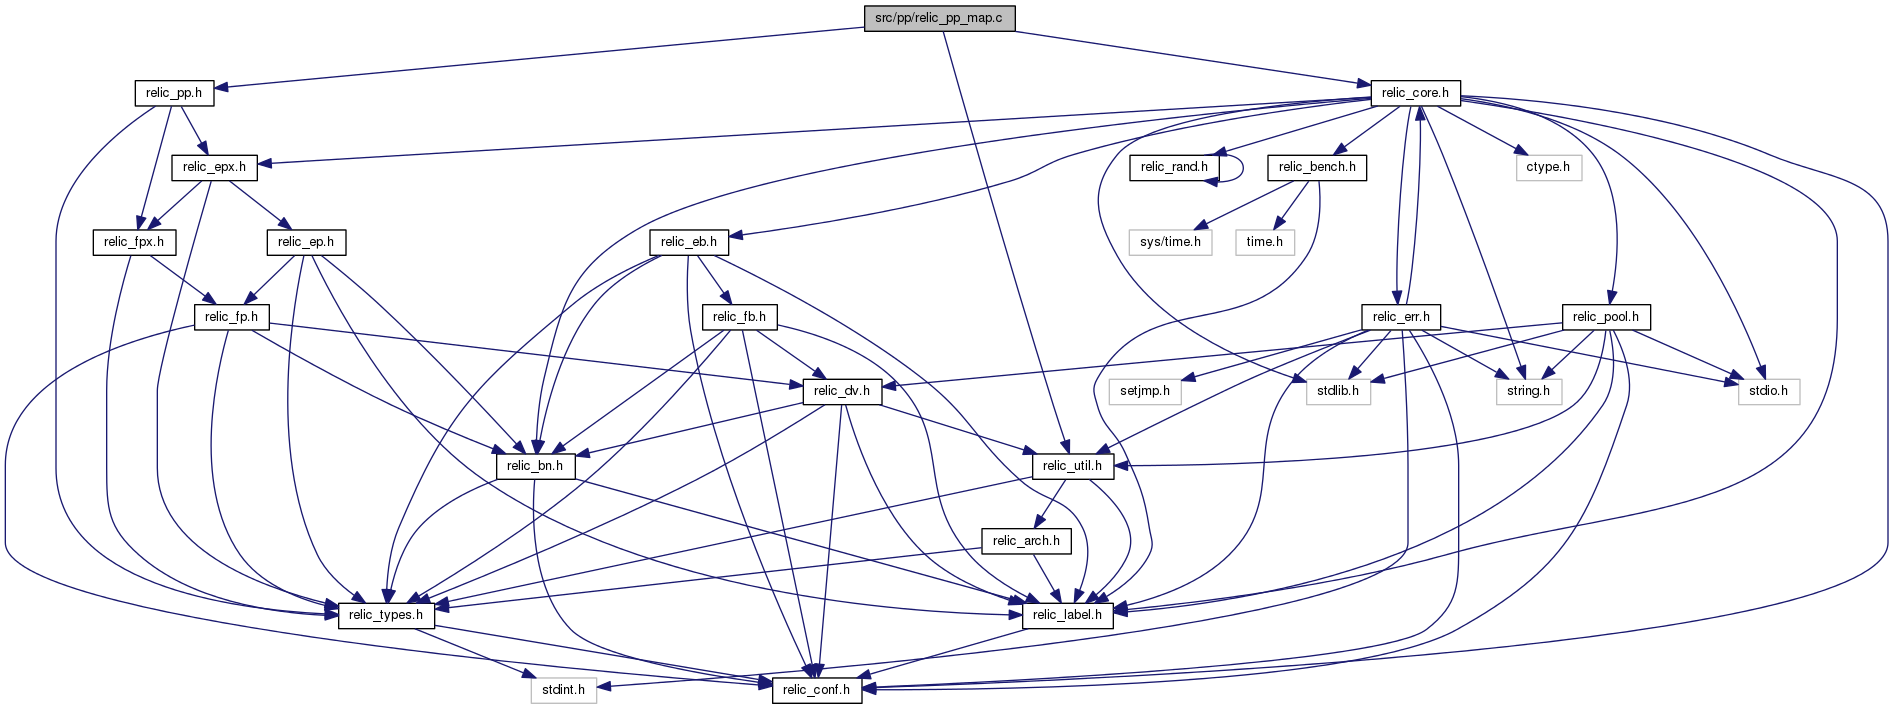 src/pp/relic_pp_map.c
relic_pp.h
relic_core.h
relic_epx.h
relic_rand.h
relic_bench.h
ctype.h
relic_fpx.h
relic_ep.h
relic_eb.h
sys/time.h
time.h
relic_fp.h
relic_fb.h
relic_err.h
relic_pool.h
relic_dv.h
setjmp.h
stdlib.h
string.h
stdio.h
relic_bn.h
relic_util.h
relic_arch.h
relic_types.h
relic_label.h
stdint.h
relic_conf.h